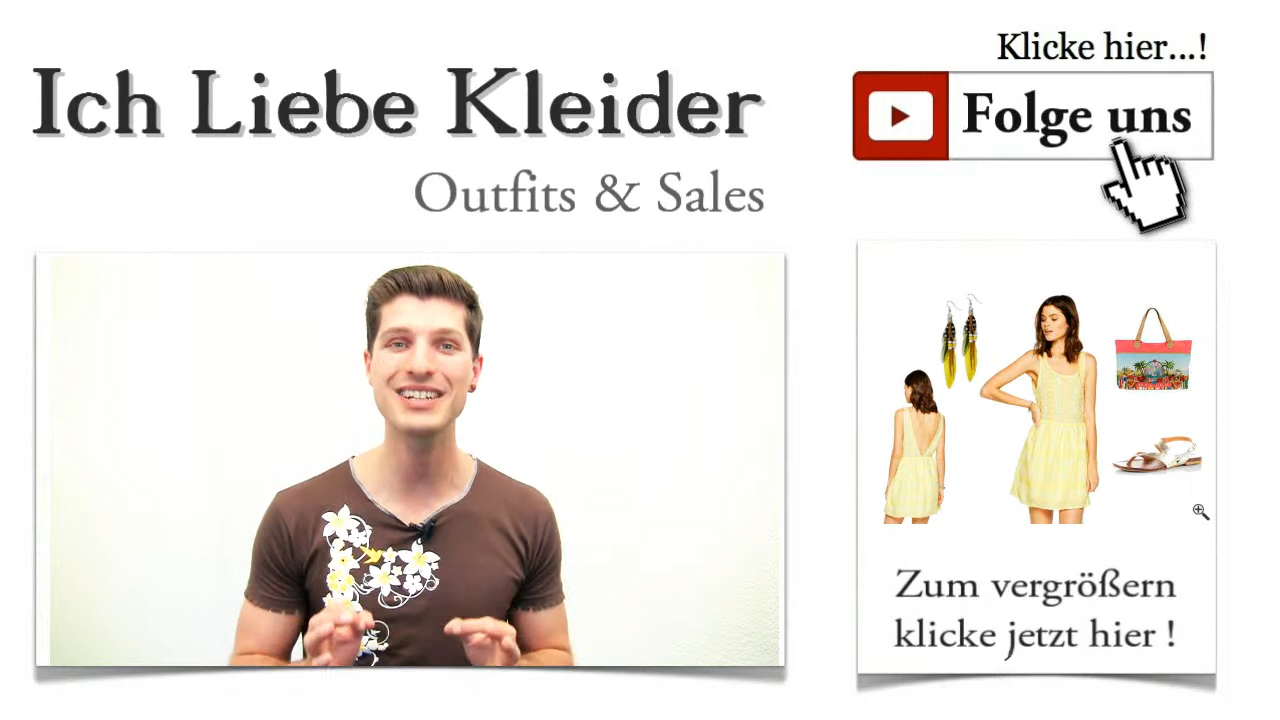 Ich Liebe Kleider
Outfits & Sales
Klicke hier...!
Folge uns
Zum vergrößern
klicke jetzt hier !